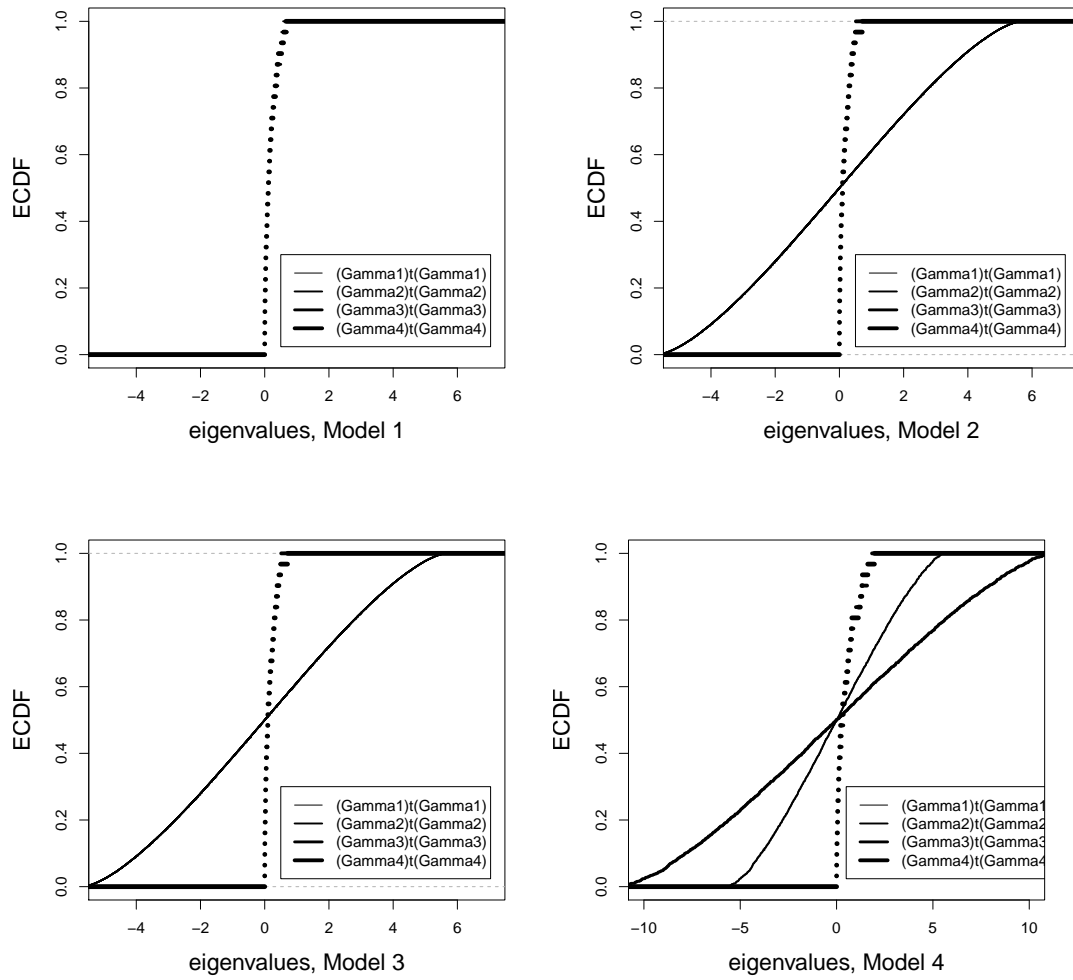 ECDF
1.0
0.8
0.6
0.4
0.2
0.0
(Gamma1)t(Gamma1)
(Gamma2)t(Gamma2)
(Gamma3)t(Gamma3)
(Gamma4)t(Gamma4)
−4 −2 0 2 4 6
eigenvalues, Model 1
ECDF
1.0
0.8
0.6
0.4
0.2
0.0
(Gamma1)t(Gamma1)
(Gamma2)t(Gamma2)
(Gamma3)t(Gamma3)
(Gamma4)t(Gamma4)
−4 −2 0 2 4 6
eigenvalues, Model 2
ECDF
1.0
0.8
0.6
0.4
0.2
0.0
(Gamma1)t(Gamma1)
(Gamma2)t(Gamma2)
(Gamma3)t(Gamma3)
(Gamma4)t(Gamma4)
−4 −2 0 2 4 6
eigenvalues, Model 3
ECDF
1.0
0.8
0.6
0.4
0.2
0.0
(Gamma1)t(Gamma1
(Gamma2)t(Gamma2
(Gamma3)t(Gamma3
(Gamma4)t(Gamma4
−10 −5 0 5 10
eigenvalues, Model 4